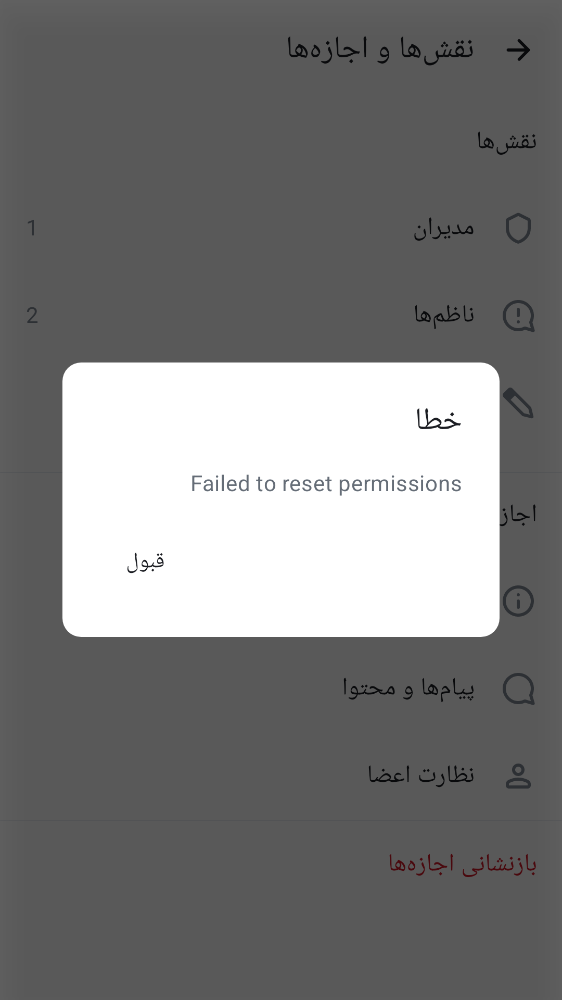 نقش‌ها و اجازه‌ها
نقش‌ها
مدیران
1
ناظم‌ها
2
خطا
Failed to reset permissions
قبول
اجاز
پیام‌ها و محتوا
نظارت اعضا
بازنشانی اجازه‌ها